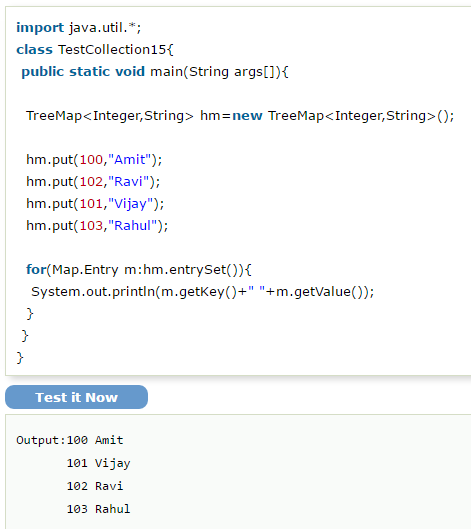 import java.util.*;
class TestCollection15{
 public static void main(String args[]){
  TreeMap<Integer,String> hm=new TreeMap<Integer,String>();
  hm.put(100,"Amit");
  hm.put(102,"Ravi");
  hm.put(101,"Vijay");
  hm.put(103,"Rahul");
  for(Map.Entry m:hm.entrySet()){
   System.out.println(m.getKey()+" "+m.getValue());
  }
 }
}
Test it Now
Output:100 Amit
       101 Vijay
       102 Ravi
       103 Rahul